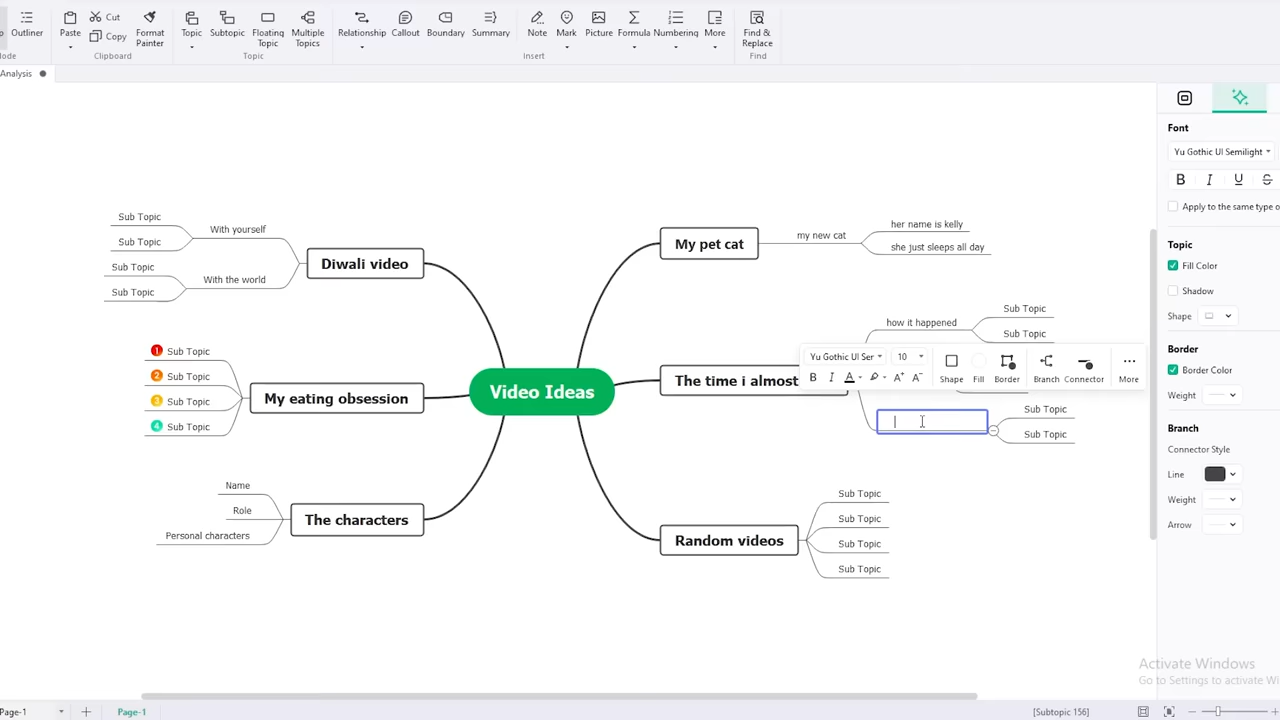 Outliner
Paste
Cut
Copy
Format
Painter
Clipboard
Topic
Subtopic
Floating
Topic
Multiple
Topics
Topic
Relationship
Callout
Boundary
Summary
Note
Mark
Picture
Formula
Numbering
More
Insert
Find &
Replace
Find
Analysis
Video Ideas
Diwali video
With yourself
Sub Topic
Sub Topic
With the world
Sub Topic
Sub Topic
My eating obsession
1 Sub Topic
2 Sub Topic
3 Sub Topic
4 Sub Topic
The characters
Name
Role
Personal characters
My pet cat
my new cat
her name is kelly
she just sleeps all day
The time i almost
how it happened
Sub Topic
Sub Topic
Sub Topic
Sub Topic
Random videos
Sub Topic
Sub Topic
Sub Topic
Sub Topic
Yu Gothic UI Ser
10
B I A A+ A-
Shape
Fill
Border
Branch
Connector
More
Font
Yu Gothic UI Semilight
B I U S
Apply to the same type o
Topic
Fill Color
Shadow
Shape
Border
Border Color
Weight
Branch
Connector Style
Line
Weight
Arrow
Activate Windows
Go to Settings to activate Wi
Page-1
Page-1
[Subtopic 156]